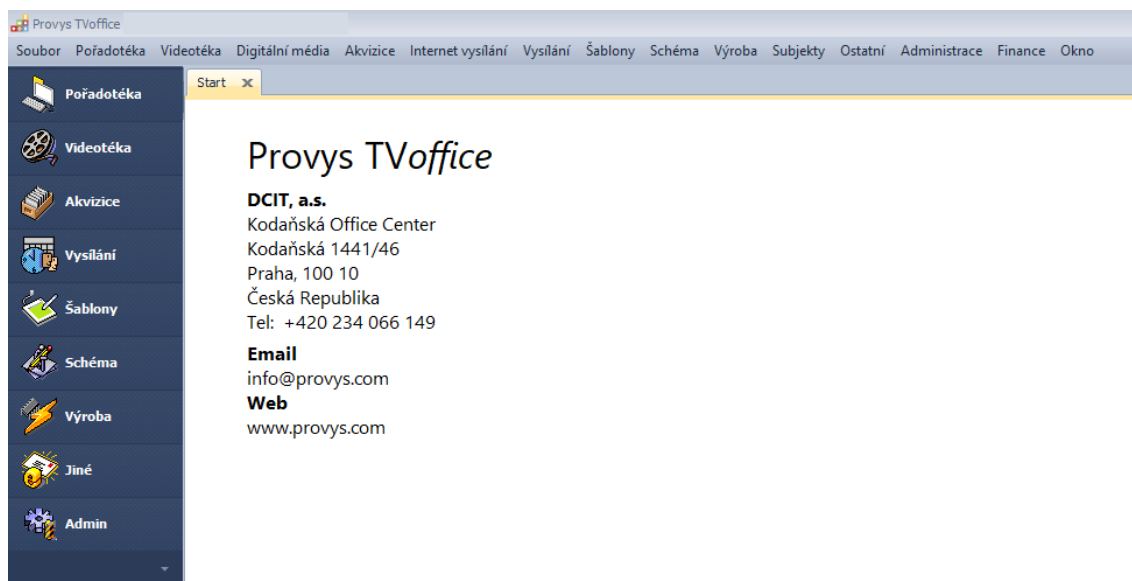 Provys TVoffice
Soubor Pořadotéka Videotéka Digitální média Akvizice Internet vysílání Vysílání Šablony Schéma Výroba Subjekty Ostatní Administrace Finance Okno
Start
Pořadotéka
Videotéka
Akvizice
Vysílání
Šablony
Schéma
Výroba
Jiné
Admin
Provys TVoffice
DCIT, a.s.
Kodaňská Office Center
Kodaňská 1441/46
Praha, 100 10
Česká Republika
Tel: +420 234 066 149
Email
info@provys.com
Web
www.provys.com